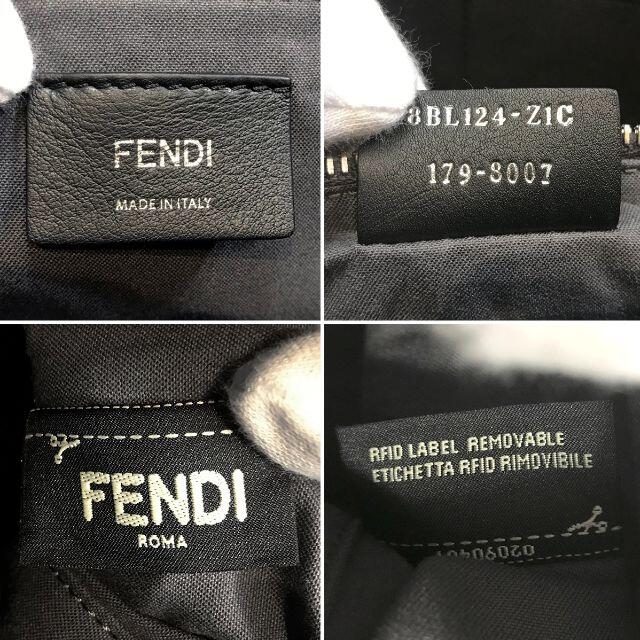 FENDI
MADE IN ITALY
8BL124-Z1C
179-8007
FENDI
ROMA
RFID LABEL REMOVABLE
ETICHETTA RFID RIMOVIBILE